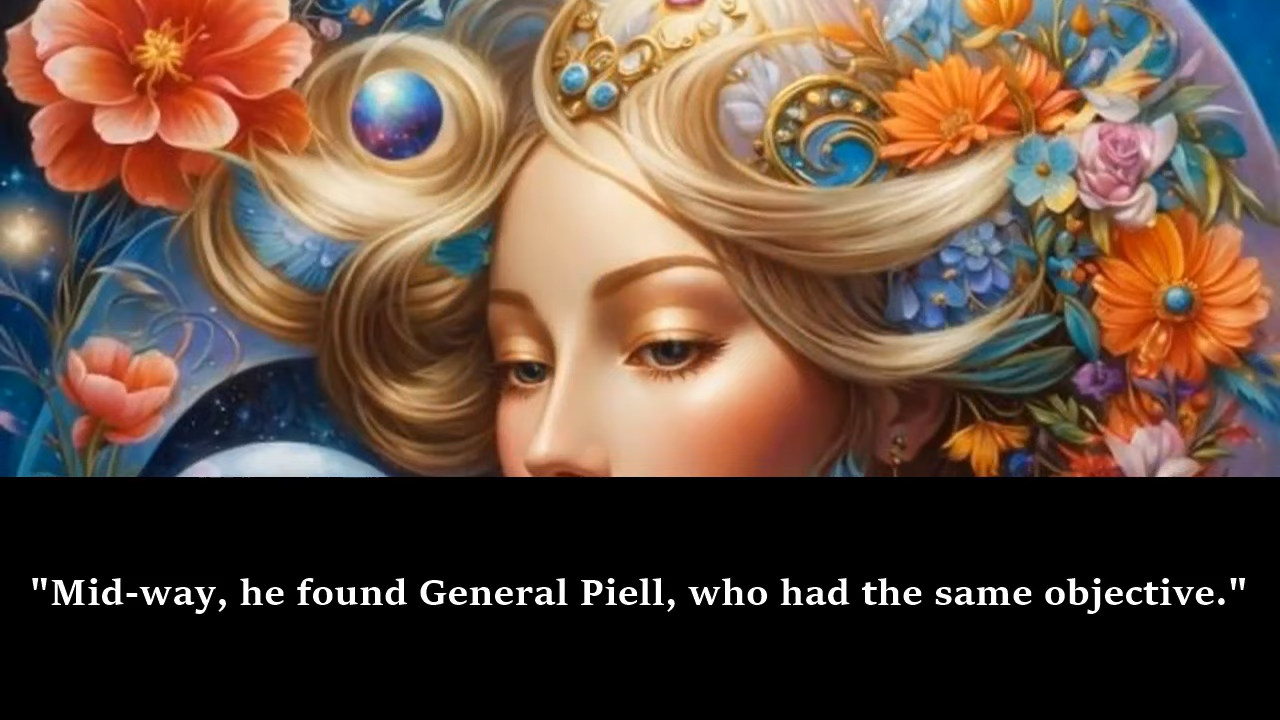 "Mid-way, he found General Piell, who had the same objective."